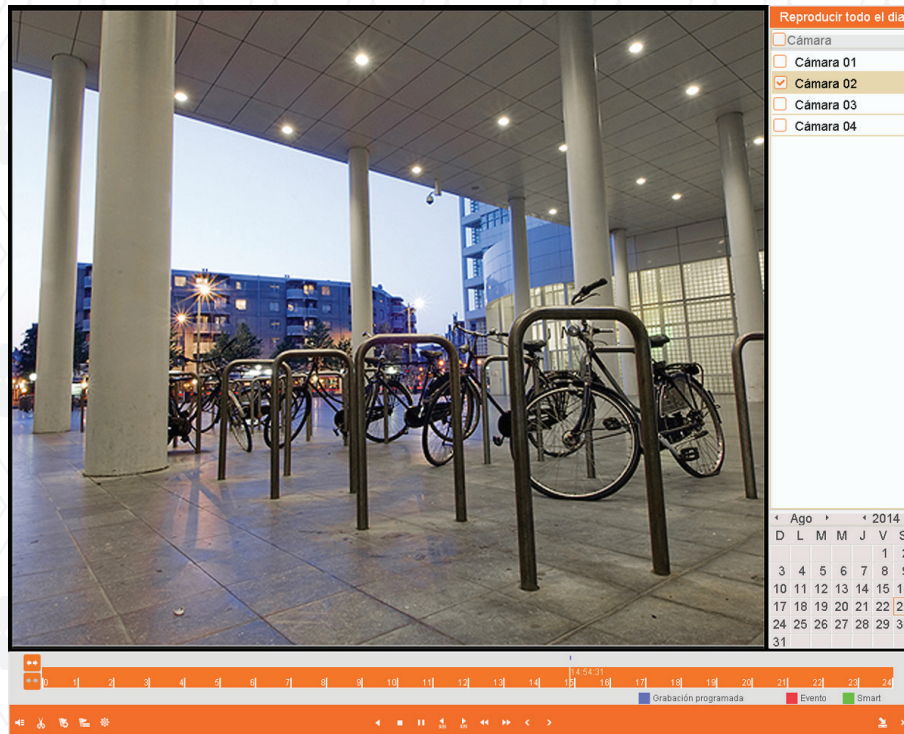 Reproducir todo el dia
Cámara
Cámara 01
Cámara 02
Cámara 03
Cámara 04
Ago 2014
D L M M J V S
1 2
3 4 5 6 7 8 9
10 11 12 13 14 15
17 18 19 20 21 22
24 25 26 27 28 29
31
14:54:31
0 1 2 3 4 5 6 7 8 9 10 11 12 13 14 15 16 17 18 19 20 21 22 23 24
Grabación programada Evento Smart